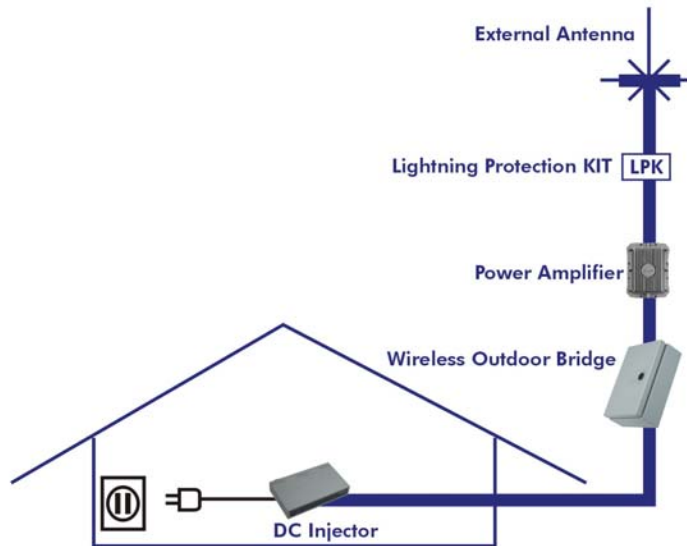 External Antenna
Lightning Protection KIT LPK
Power Amplifier
Wireless Outdoor Bridge
DC Injector